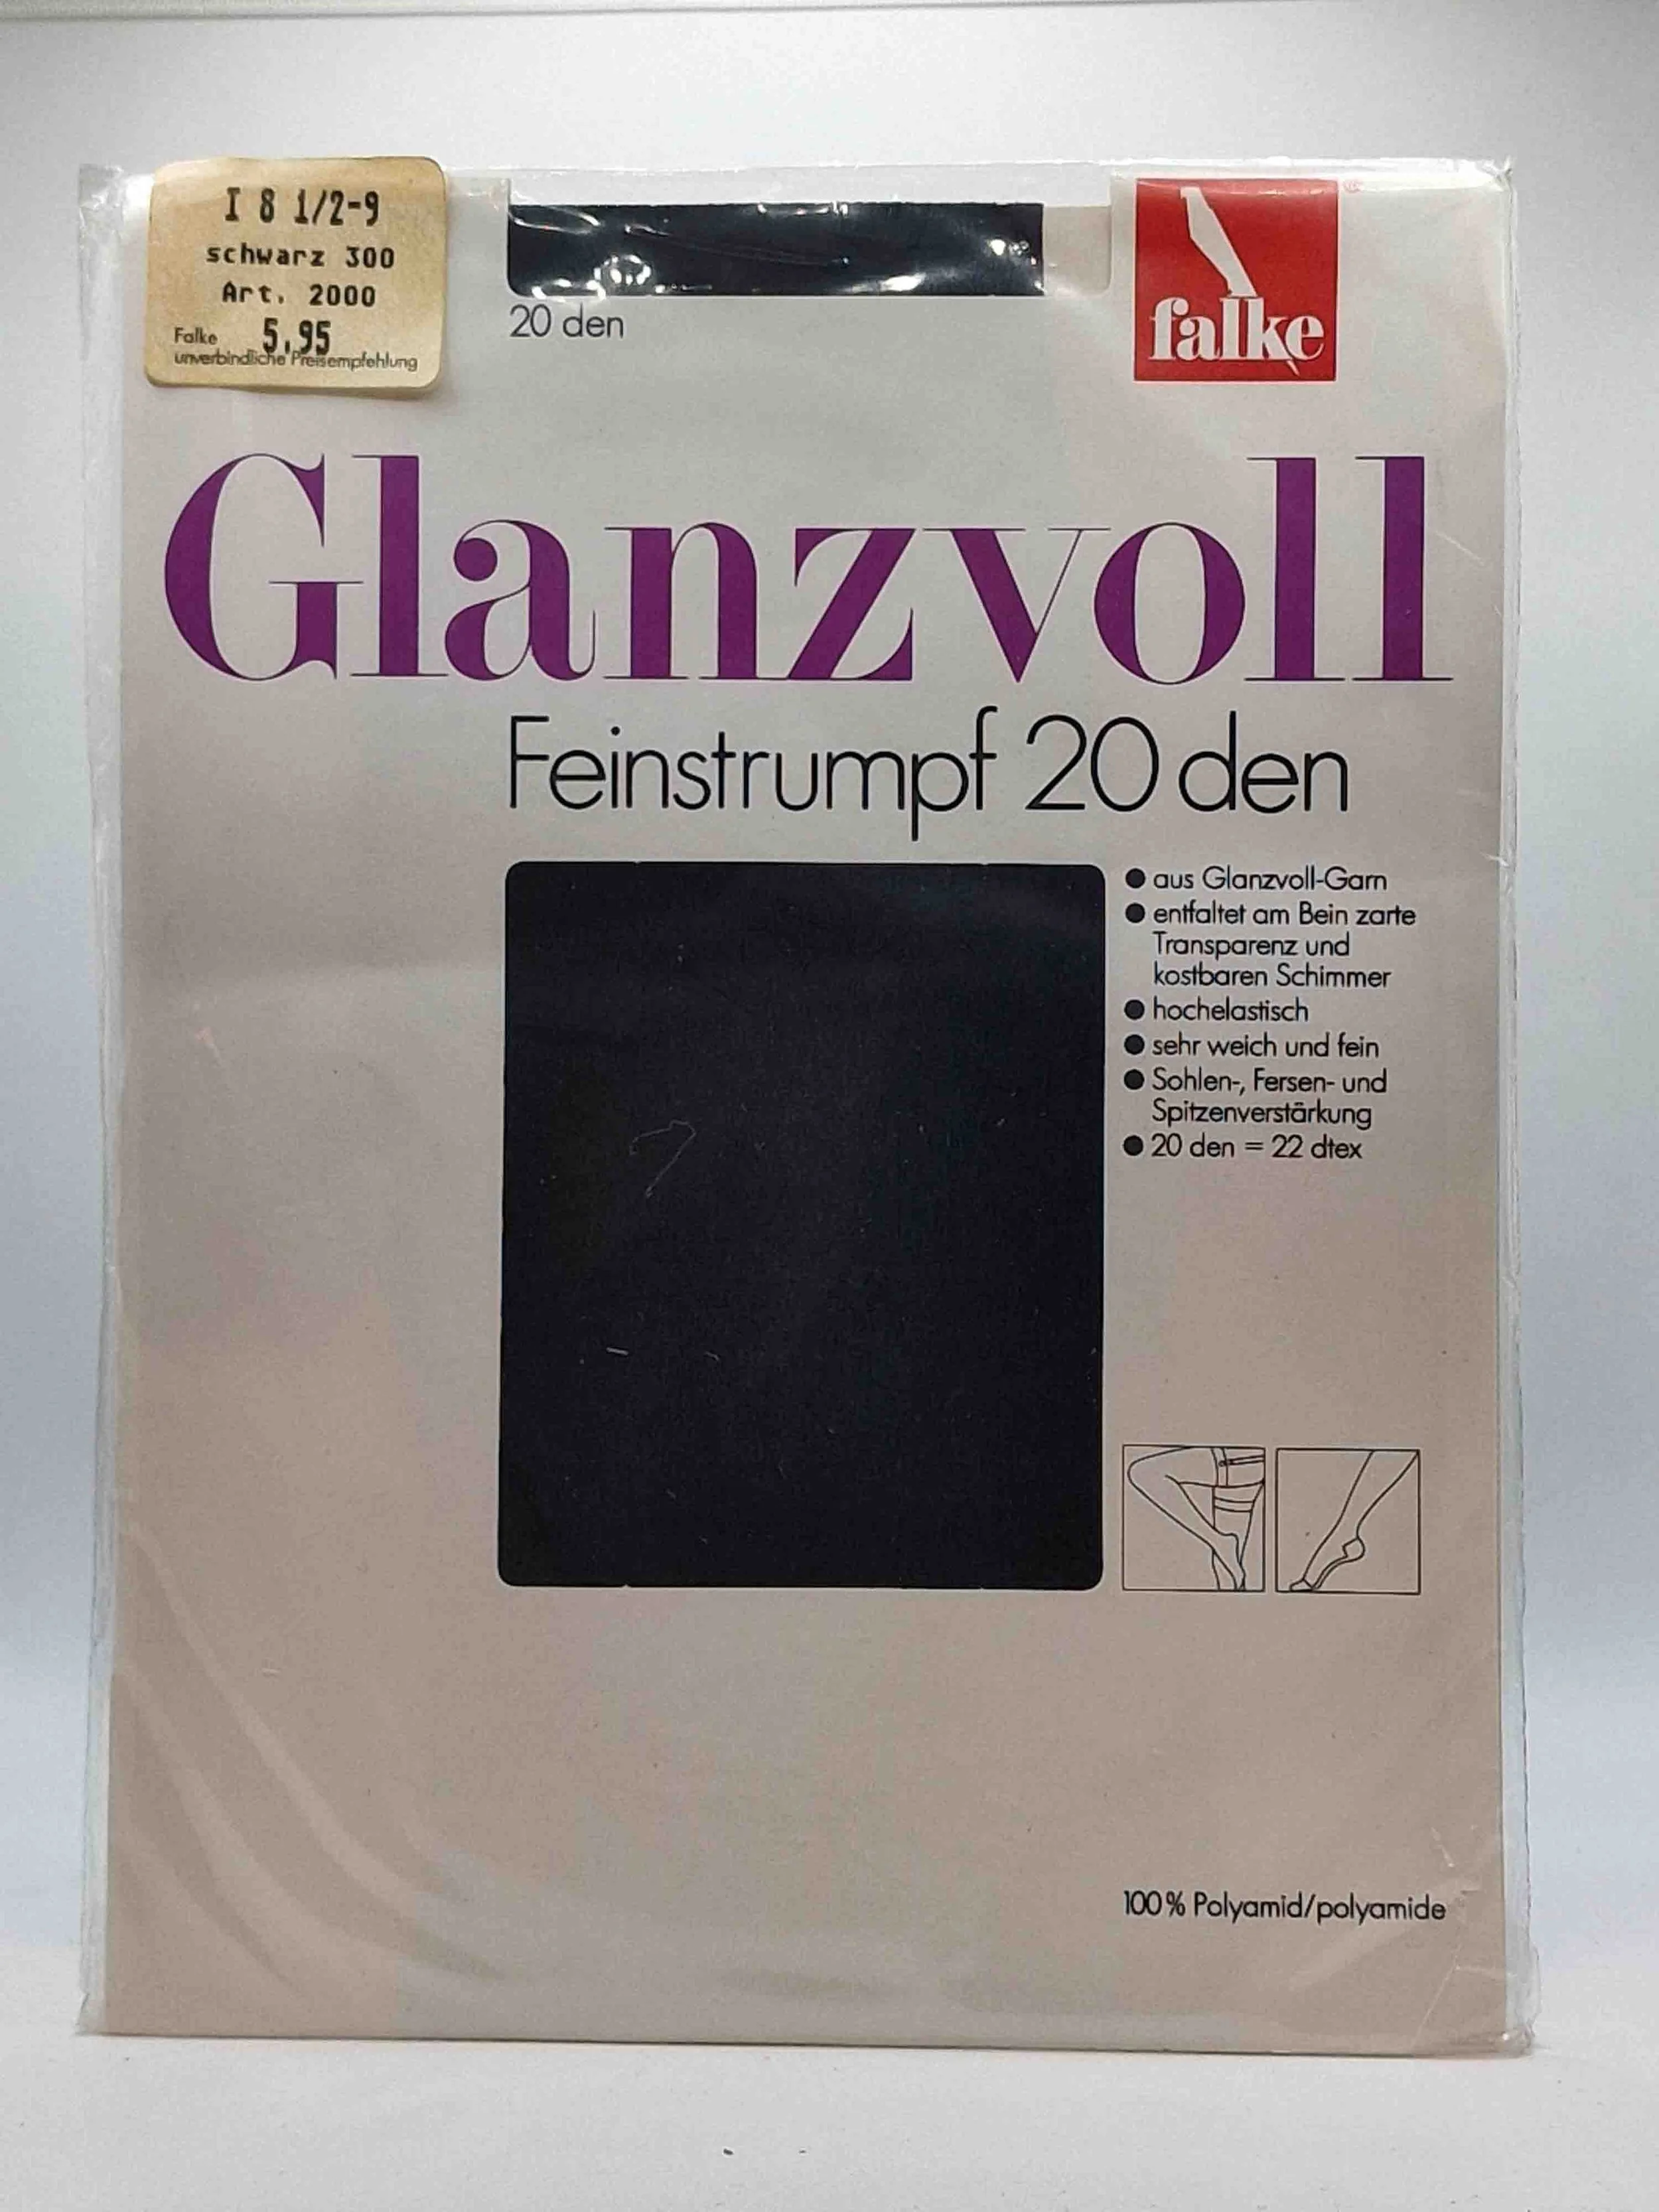 I 8 1/2-9
schwarz 300
Art. 2000
Falke 5.95
unverbindliche Preisempfehlung
20 den
falke
®
Glanzvoll
Feinstrumpf 20 den
● aus Glanzvoll-Garn
● entfaltet am Bein zarte
Transparenz und
kostbaren Schimmer
● hochelastisch
● sehr weich und fein
● Sohlen-, Fersen- und
Spitzenverstärkung
● 20 den = 22 dtex
100% Polyamid/polyamide